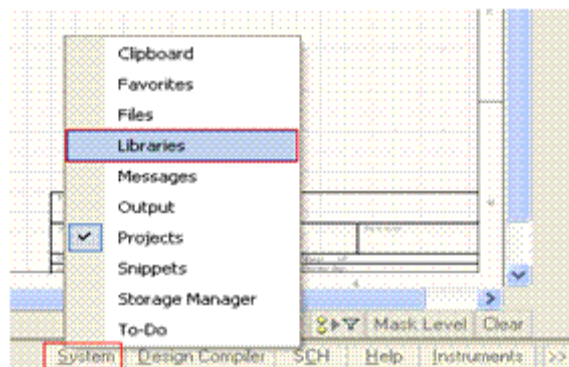 Clipboard
Favorites
Files
Libraries
Messages
Output
Projects
Snippets
Storage Manager
To-Do
Mask Level Clear
System Design Compiler SCH Help Instruments >>